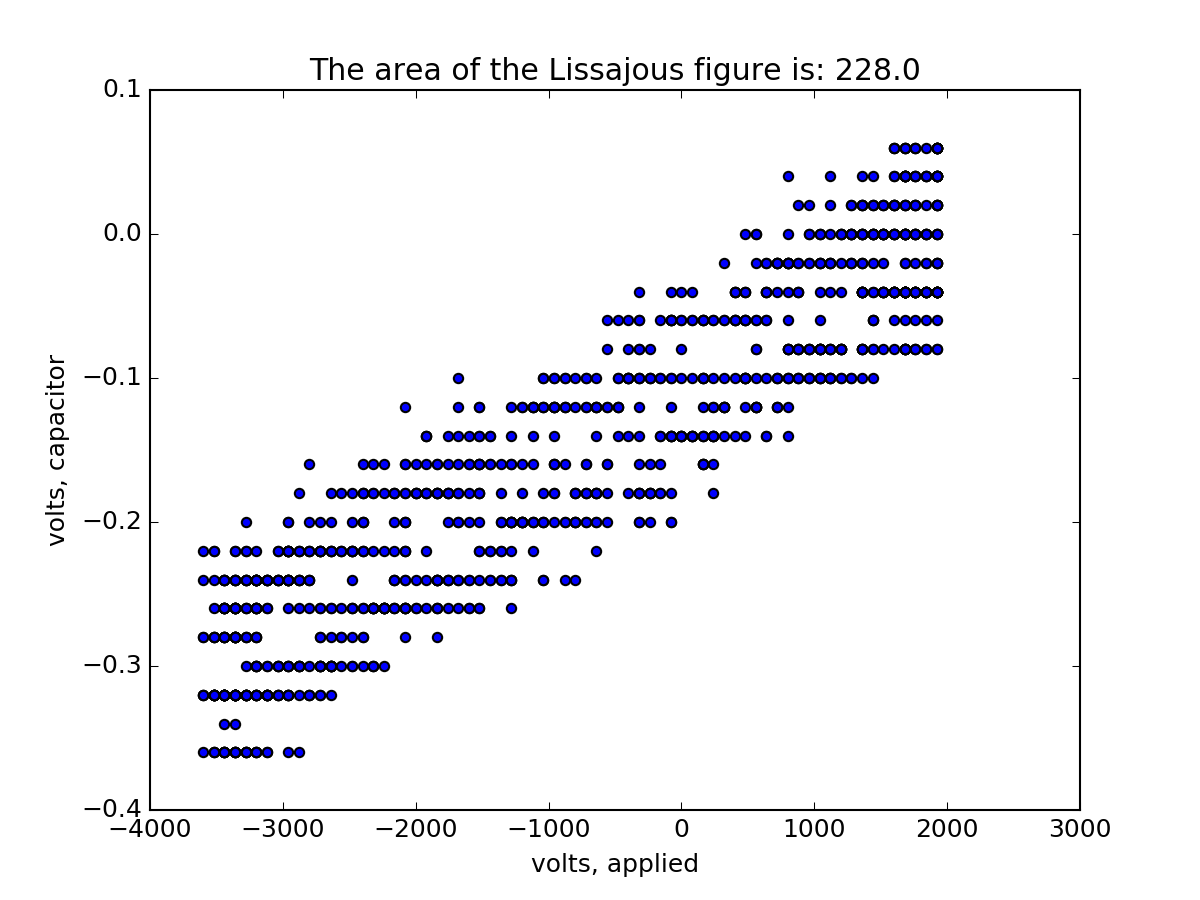 The area of the Lissajous figure is: 228.0
0.1
0.0
−0.1
−0.2
−0.3
−0.4
volts, capacitor
−4000 −3000 −2000 −1000 0 1000 2000 3000
volts, applied